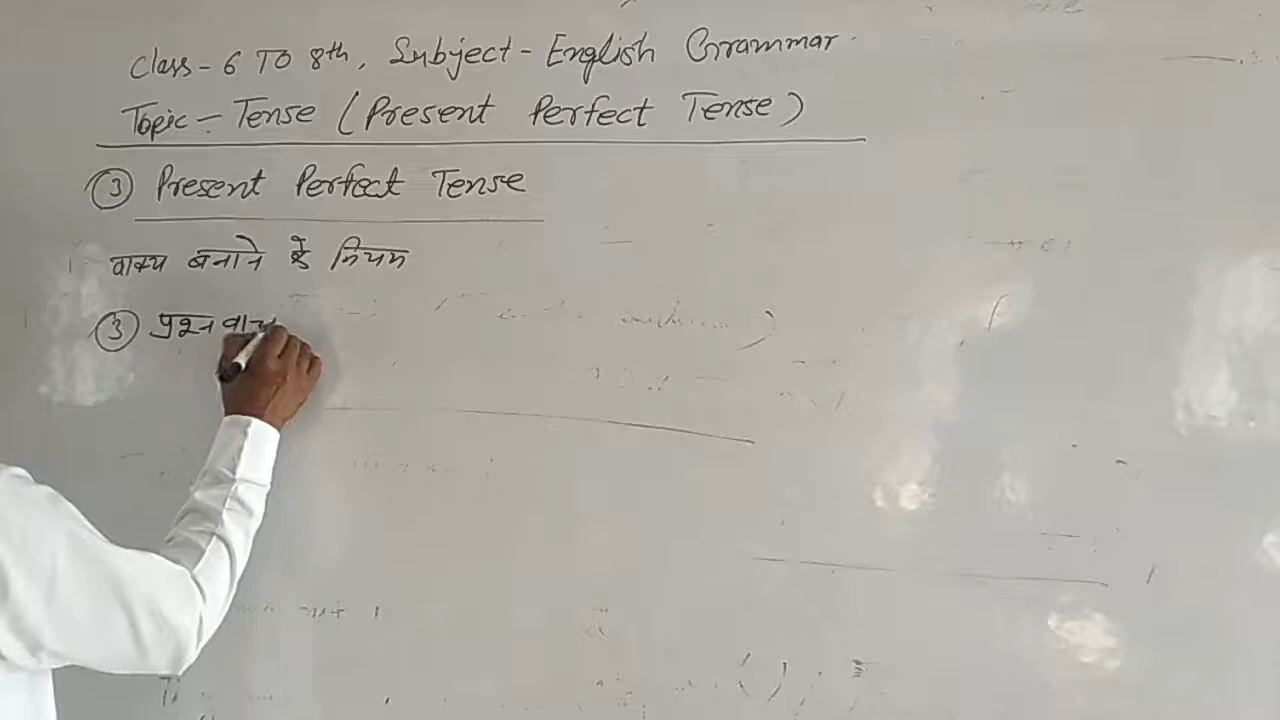 Class - 6 TO 8th, Subject - English Grammar
Topic - Tense (Present Perfect Tense)
③ Present Perfect Tense
वाक्य बनाने के नियम
③ प्रश्नवाच